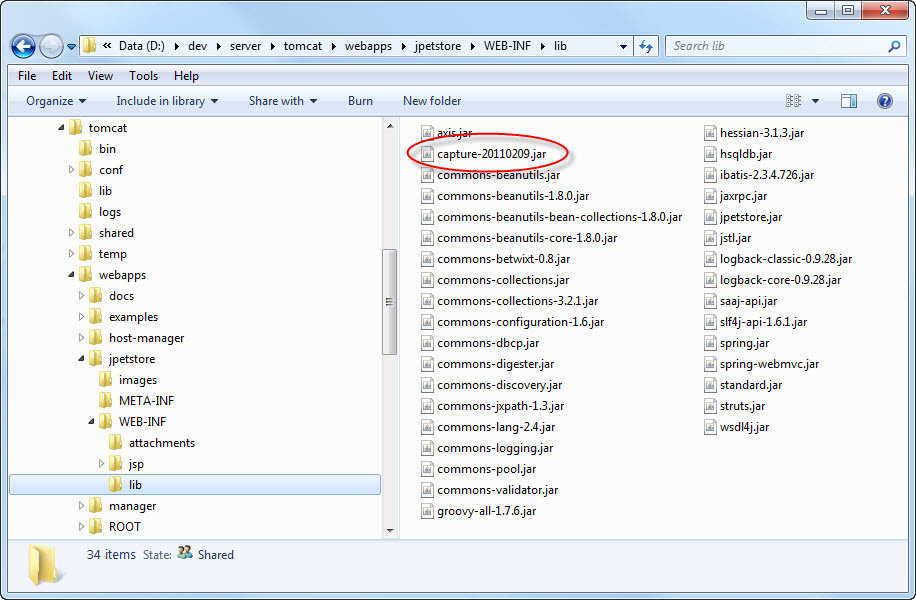 « Data (D:) ▸ dev ▸ server ▸ tomcat ▸ webapps ▸ jpetstore ▸ WEB-INF ▸ lib
Search lib
File Edit View Tools Help
Organize Include in library Share with Burn New folder
tomcat
bin
conf
lib
logs
shared
temp
webapps
docs
examples
host-manager
jpetstore
images
META-INF
WEB-INF
attachments
jsp
lib
manager
ROOT
axis.jar
capture-20110209.jar
commons-beanutils.jar
commons-beanutils-1.8.0.jar
commons-beanutils-bean-collections-1.8.0.jar
commons-beanutils-core-1.8.0.jar
commons-betwixt-0.8.jar
commons-collections.jar
commons-collections-3.2.1.jar
commons-configuration-1.6.jar
commons-dbcp.jar
commons-digester.jar
commons-discovery.jar
commons-jxpath-1.3.jar
commons-lang-2.4.jar
commons-logging.jar
commons-pool.jar
commons-validator.jar
groovy-all-1.7.6.jar
hessian-3.1.3.jar
hsqldb.jar
ibatis-2.3.4.726.jar
jaxrpc.jar
jpetstore.jar
jstl.jar
logback-classic-0.9.28.jar
logback-core-0.9.28.jar
saaj-api.jar
slf4j-api-1.6.1.jar
spring.jar
spring-webmvc.jar
standard.jar
struts.jar
wsdl4j.jar
34 items State: Shared